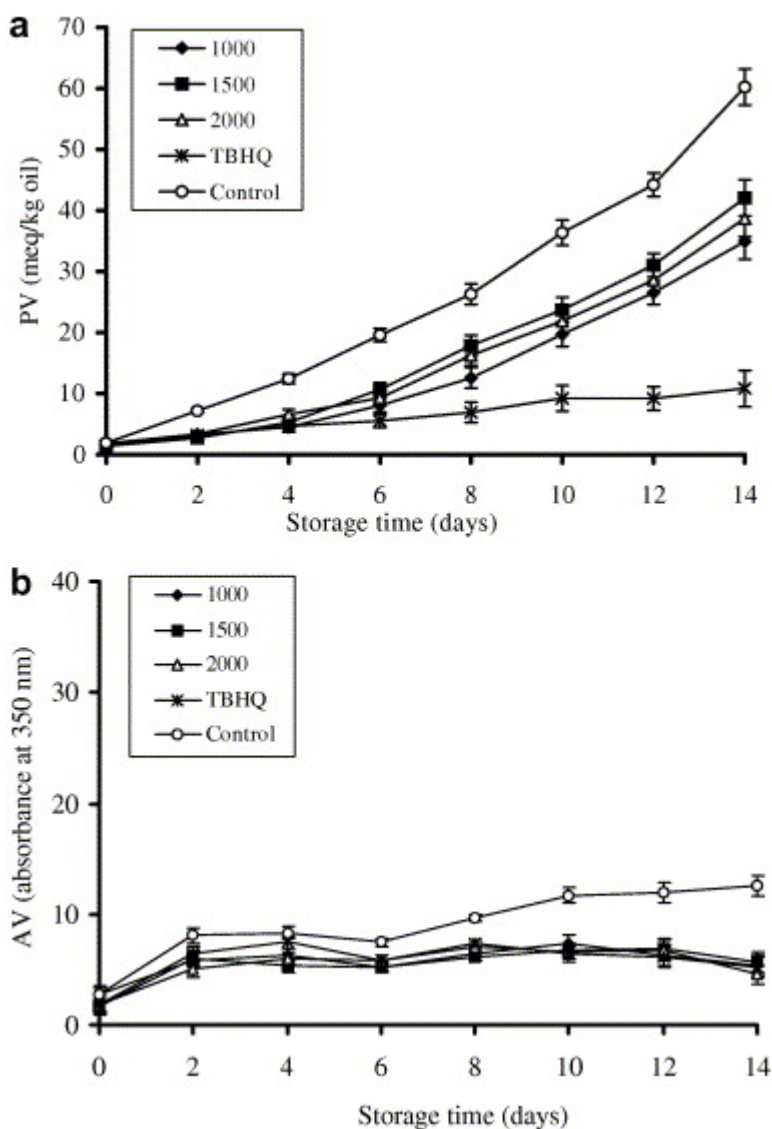 a
70
60
50
40
30
20
10
0
PV (meq/kg oil)
1000
1500
2000
TBHQ
Control
0 2 4 6 8 10 12 14
Storage time (days)
b
40
30
20
10
0
AV (absorbance at 350 nm)
1000
1500
2000
TBHQ
Control
0 2 4 6 8 10 12 14
Storage time (days)